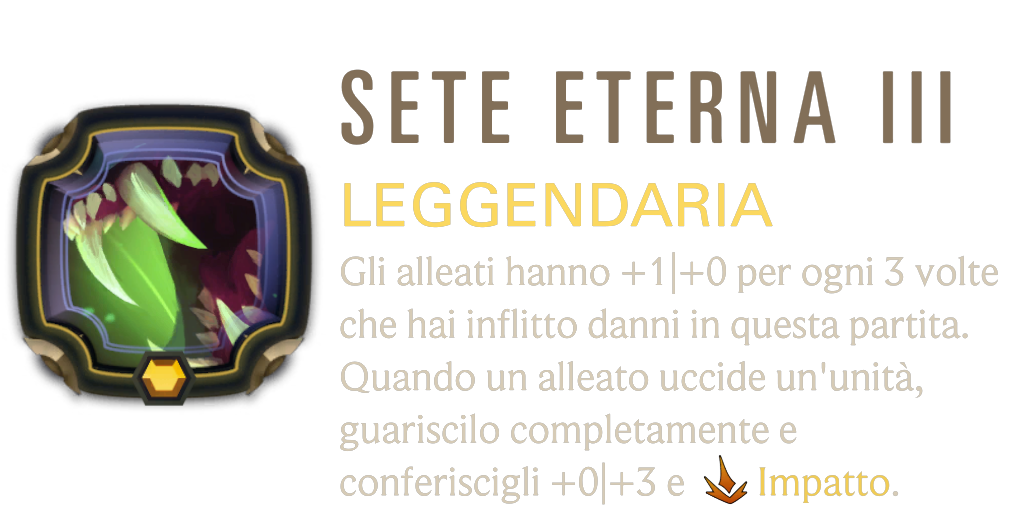 SETE ETERNA III
LEGGENDARIA
Gli alleati hanno +1|+0 per ogni 3 volte
che hai inflitto danni in questa partita.
Quando un alleato uccide un'unità,
guariscilo completamente e
conferiscigli +0|+3 e Impatto.